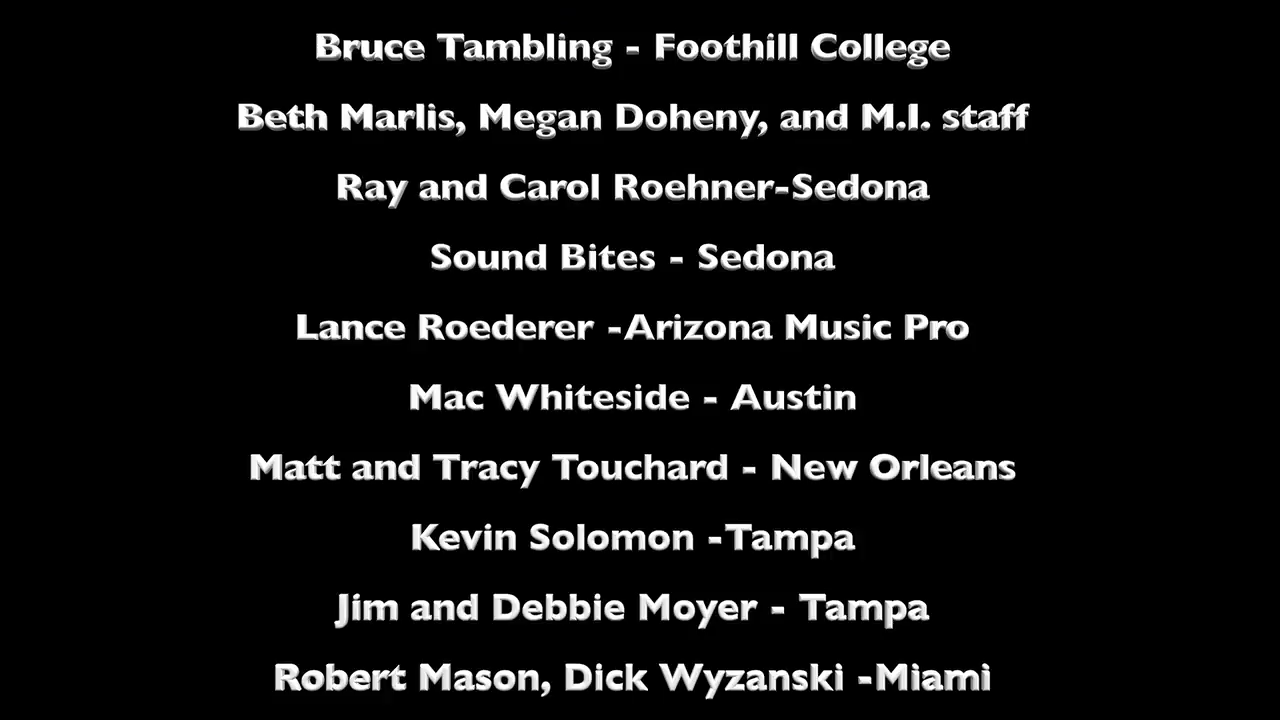 Bruce Tambling - Foothill College
Beth Marlis, Megan Doheny, and M.I. staff
Ray and Carol Roehner-Sedona
Sound Bites - Sedona
Lance Roederer -Arizona Music Pro
Mac Whiteside - Austin
Matt and Tracy Touchard - New Orleans
Kevin Solomon -Tampa
Jim and Debbie Moyer - Tampa
Robert Mason, Dick Wyzanski -Miami